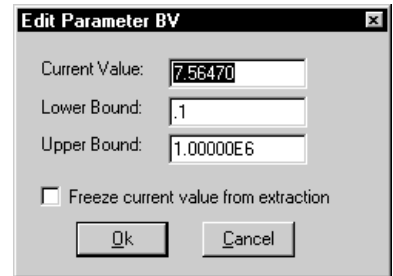 Edit Parameter BV
Current Value: 7.56470
Lower Bound: .1
Upper Bound: 1.00000E6
Freeze current value from extraction
Ok Cancel